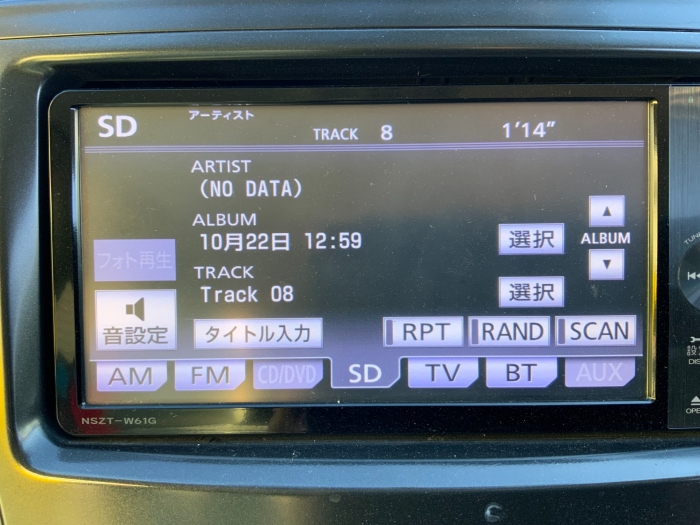 SD
アーティスト
TRACK 8 1'14"
ARTIST
(NO DATA)
ALBUM
10月22日 12:59 選択
ALBUM
フォト再生
TRACK
Track 08 選択
音設定
タイトル入力 RPT RAND SCAN
AM FM CD/DVD SD TV BT AUX
NSZT-W61G
TUNE
設定